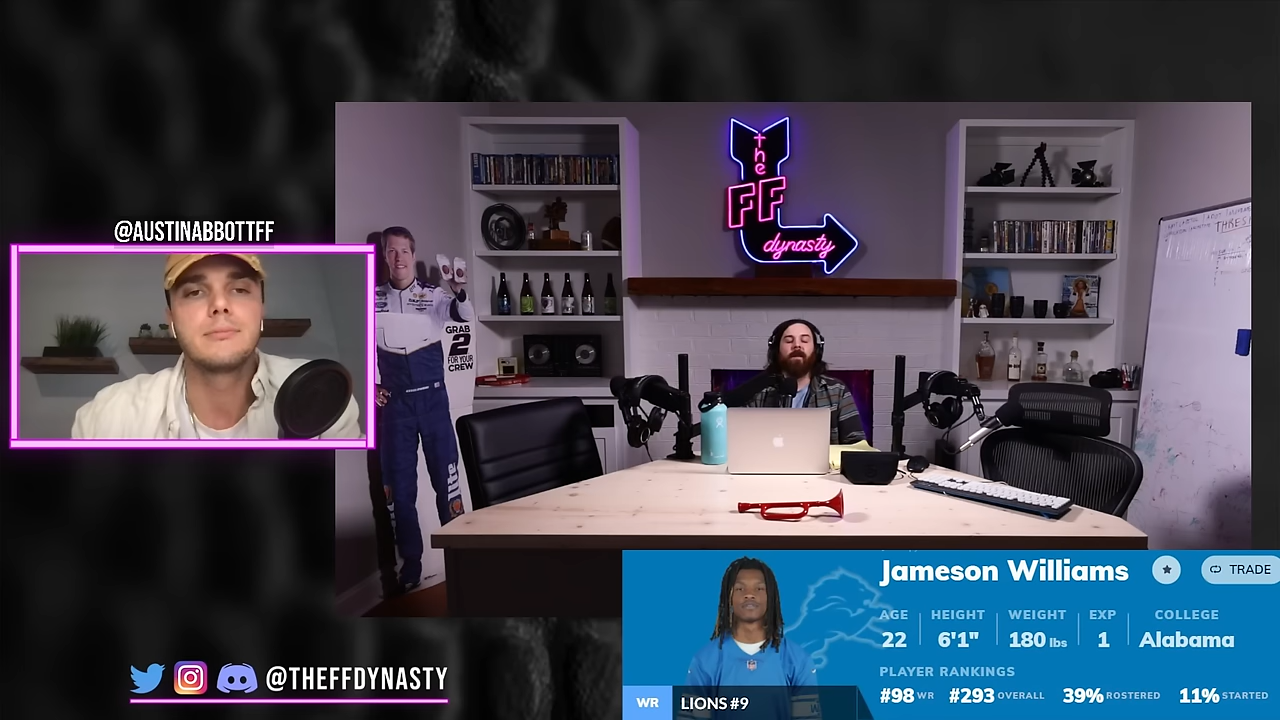 @AUSTINABBOTTFF
the
FF
dynasty
GRAB
2
FOR YOUR
CREW
lite
THRES
@THEFFDYNASTY
Jameson Williams
TRADE
AGE HEIGHT WEIGHT EXP COLLEGE
22 6'1" 180 lbs 1 Alabama
PLAYER RANKINGS
#98 WR #293 OVERALL 39% ROSTERED 11% STARTED
WR LIONS #9